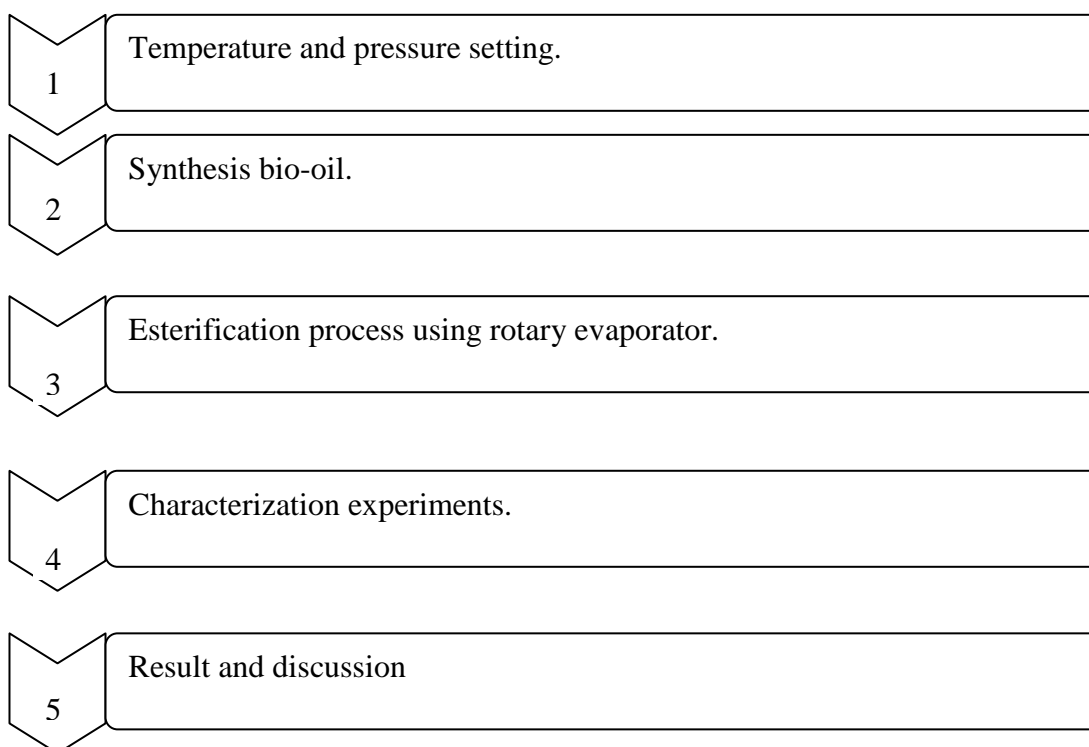 Temperature and pressure setting.
1
Synthesis bio-oil.
2
Esterification process using rotary evaporator.
3
Characterization experiments.
4
Result and discussion
5